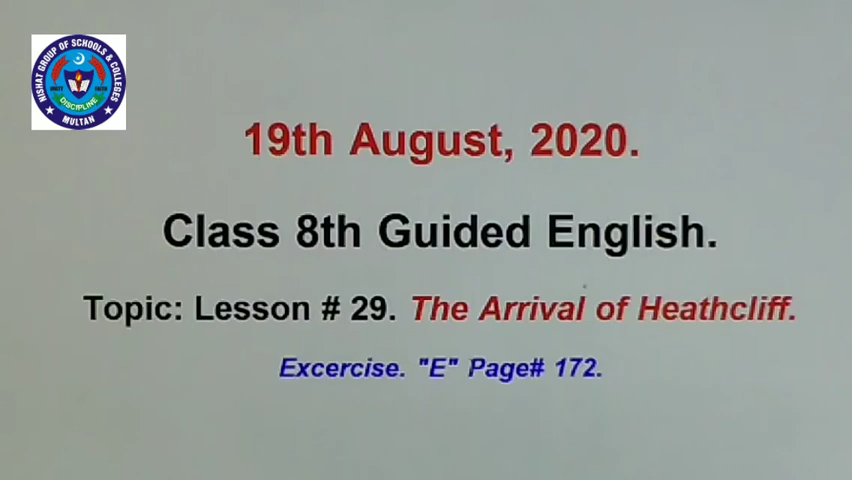 NISHAT GROUP OF SCHOOLS & COLLEGES
DISCIPLINE
MULTAN
19th August, 2020.
Class 8th Guided English.
Topic: Lesson # 29. The Arrival of Heathcliff.
Excercise. "E" Page# 172.